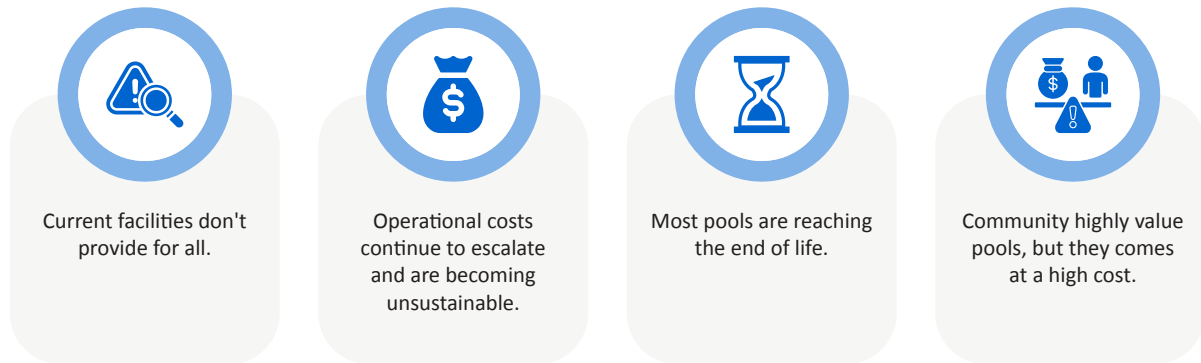 Current facilities don't
provide for all.
Operational costs
continue to escalate
and are becoming
unsustainable.
Most pools are reaching
the end of life.
Community highly value
pools, but they comes
at a high cost.